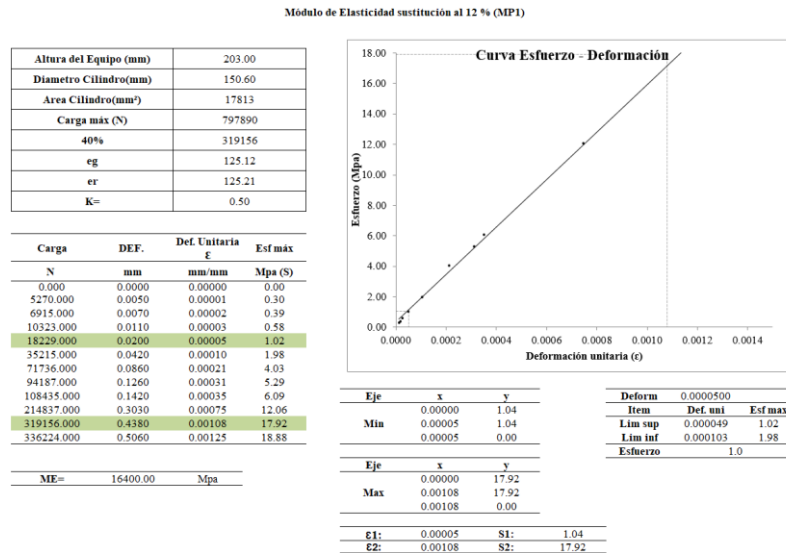 Módulo de Elasticidad sustitución al 12 % (MP1)
Altura del Equipo (mm) 203.00
Diametro Cilindro(mm) 150.60
Area Cilindro(mm²) 17813
Carga máx (N) 797890
40% 319156
eg 125.12
er 125.21
K= 0.50
Carga DEF. Def. Unitaria ε Esf máx
N mm mm/mm Mpa (S)
0.000 0.0000 0.00000 0.00
5270.000 0.0050 0.00001 0.30
6915.000 0.0070 0.00002 0.39
10323.000 0.0110 0.00003 0.58
18229.000 0.0200 0.00005 1.02
35215.000 0.0420 0.00010 1.98
71736.000 0.0860 0.00021 4.03
94187.000 0.1260 0.00031 5.29
108435.000 0.1420 0.00035 6.09
214837.000 0.3030 0.00075 12.06
319156.000 0.4380 0.00108 17.92
336224.000 0.5060 0.00125 18.88
ME= 16400.00 Mpa
Curva Esfuerzo - Deformación
Esfuerzo (Mpa)
18.00
16.00
14.00
12.00
10.00
8.00
6.00
4.00
2.00
0.00
0.0000 0.0002 0.0004 0.0006 0.0008 0.0010 0.0012 0.0014
Deformación unitaria (ε)
Eje x y
0.00000 1.04
Min 0.00005 1.04
0.00005 0.00
Eje x y
0.00000 17.92
Max 0.00108 17.92
0.00108 0.00
ε1: 0.00005 S1: 1.04
ε2: 0.00108 S2: 17.92
Deform 0.0000500
Item Def. uni Esf max
Lim sup 0.000049 1.02
Lim inf 0.000103 1.98
Esfuerzo 1.0